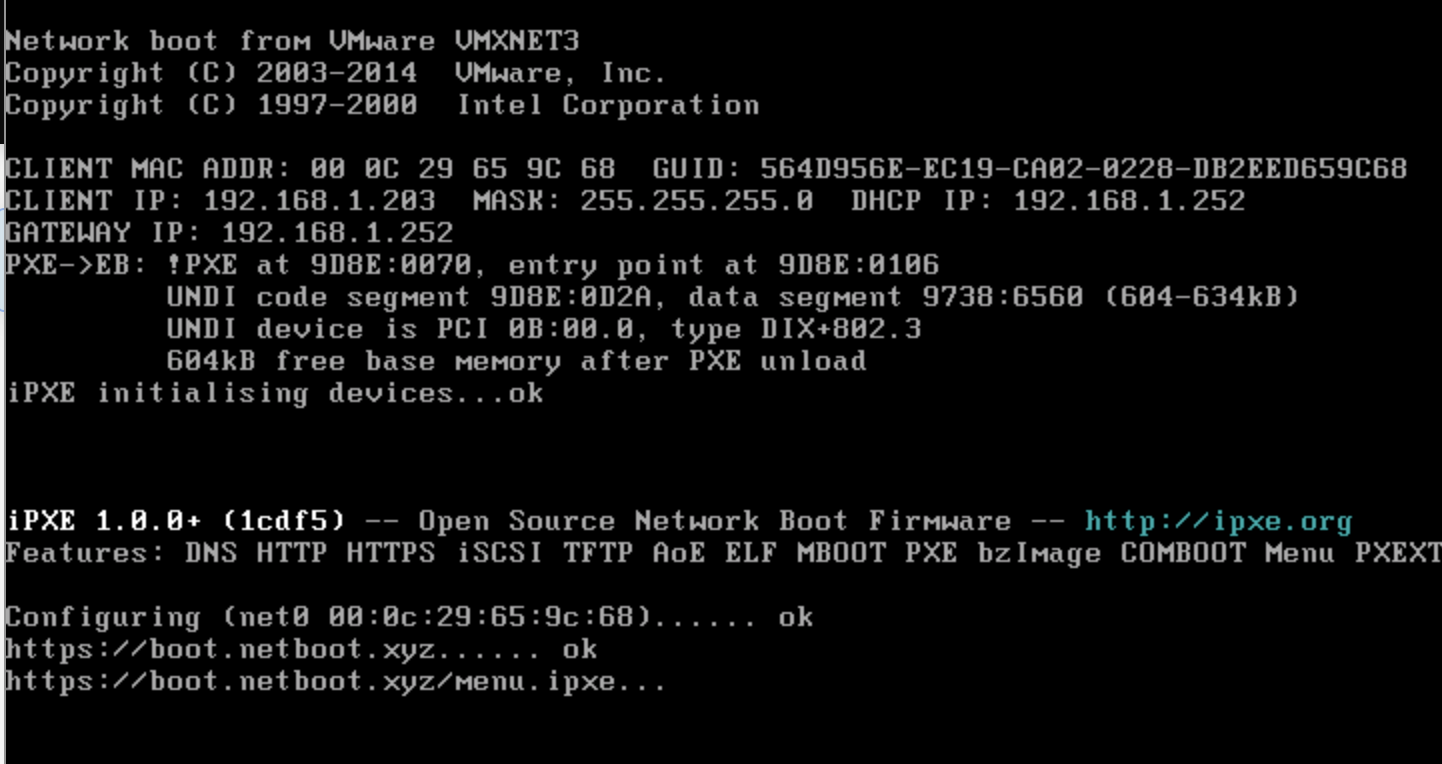 Network boot from VMware VMXNET3
Copyright (C) 2003-2014  VMware, Inc.
Copyright (C) 1997-2000  Intel Corporation
CLIENT MAC ADDR: 00 0C 29 65 9C 68  GUID: 564D956E-EC19-CA02-0228-DB2EED659C68
CLIENT IP: 192.168.1.203  MASK: 255.255.255.0  DHCP IP: 192.168.1.252
GATEWAY IP: 192.168.1.252
PXE->EB: !PXE at 9D8E:0070, entry point at 9D8E:0106
UNDI code segment 9D8E:0D2A, data segment 9738:6560 (604-634kB)
UNDI device is PCI 0B:00.0, type DIX+802.3
604kB free base memory after PXE unload
iPXE initialising devices...ok
iPXE 1.0.0+ (1cdf5) -- Open Source Network Boot Firmware -- http://ipxe.org
Features: DNS HTTP HTTPS iSCSI TFTP AoE ELF MBOOT PXE bzImage COMBOOT Menu PXEXT
Configuring (net0 00:0c:29:65:9c:68)...... ok
https://boot.netboot.xyz...... ok
https://boot.netboot.xyz/menu.ipxe...